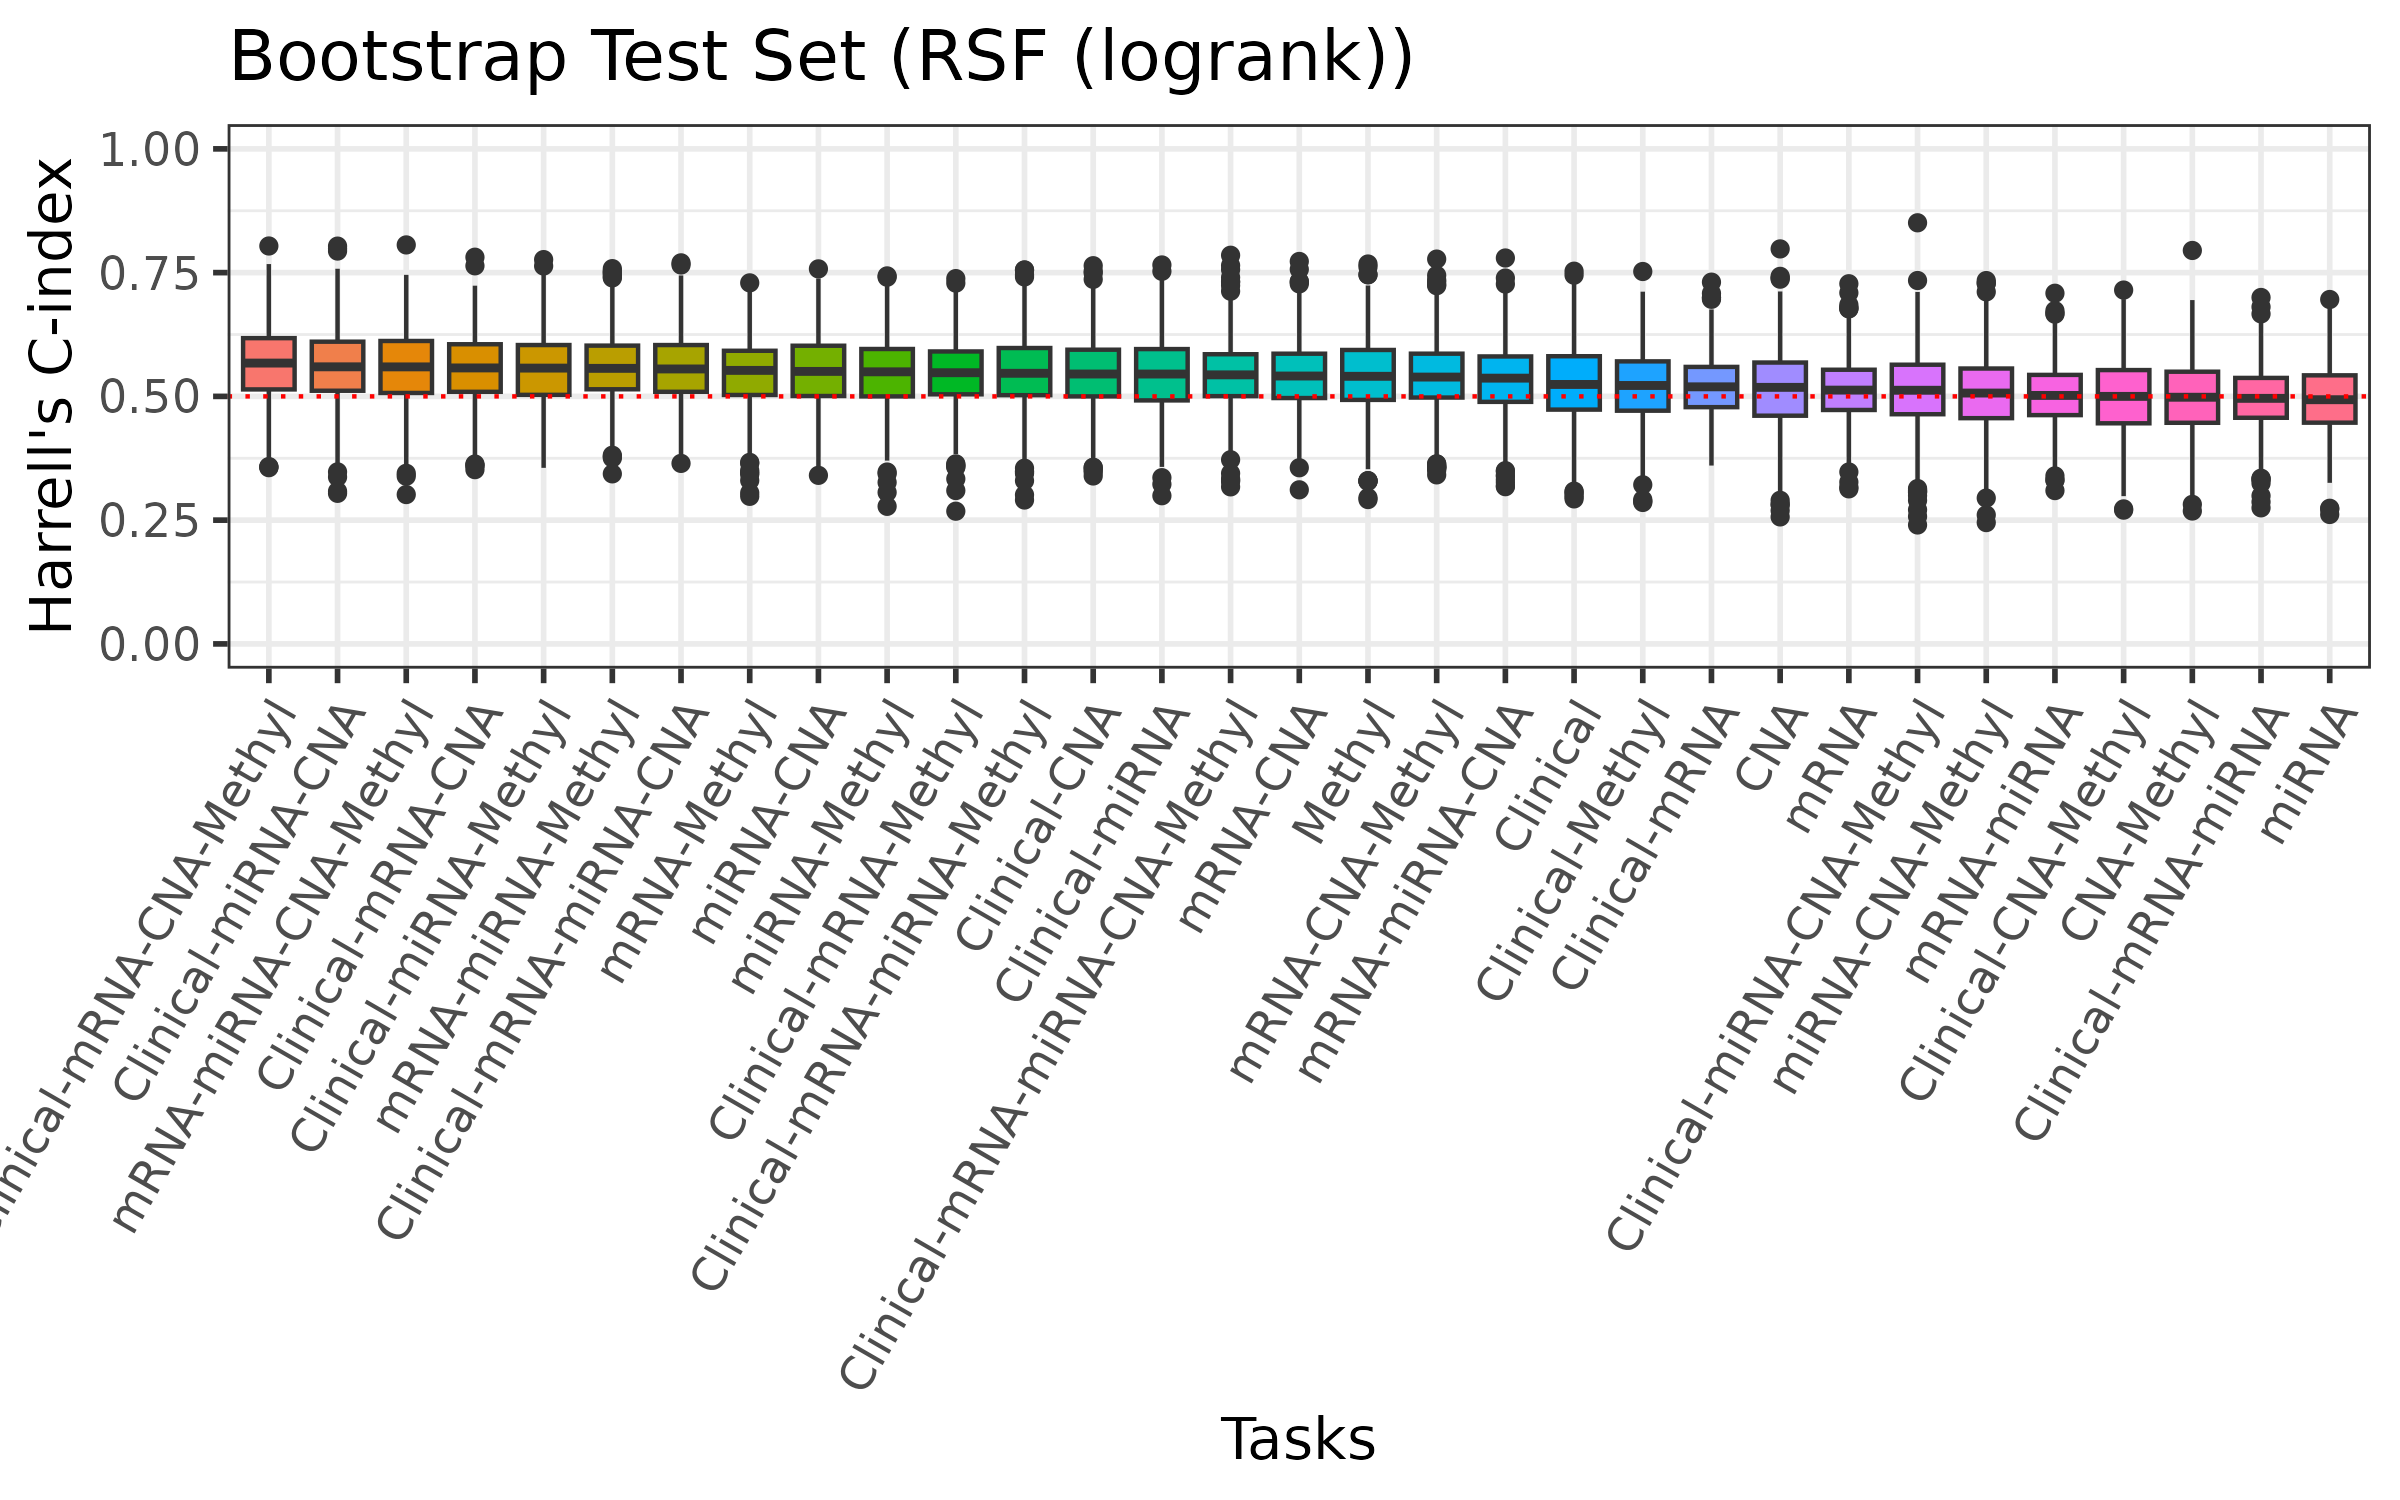 Bootstrap Test Set (RSF (logrank))
Harrell's C-index
1.00
0.75
0.50
0.25
0.00
Clinical-miRNA-CNA
mRNA-miRNA-CNA-Methyl
Clinical-mRNA-CNA
Clinical-miRNA-Methyl
mRNA-miRNA-Methyl
Clinical-mRNA-miRNA-CNA
mRNA-Methyl
miRNA-CNA
miRNA-Methyl
Clinical-mRNA-Methyl
Clinical-mRNA-miRNA-Methyl
Clinical-CNA
Clinical-miRNA
Clinical-mRNA-miRNA-CNA-Methyl
mRNA-CNA
Methyl
mRNA-CNA-Methyl
mRNA-miRNA-CNA
Clinical
Clinical-Methyl
Clinical-mRNA
CNA
mRNA
Clinical-miRNA-CNA-Methyl
miRNA-CNA-Methyl
mRNA-miRNA
Clinical-CNA-Methyl
CNA-Methyl
Clinical-mRNA-miRNA
miRNA
Tasks